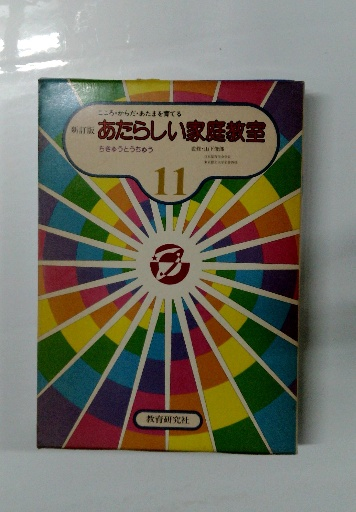 こころ・からだ・あたまを育てる
新訂版 あたらしい家庭教室
ちきゅうとうちゅう
11
教育研究社